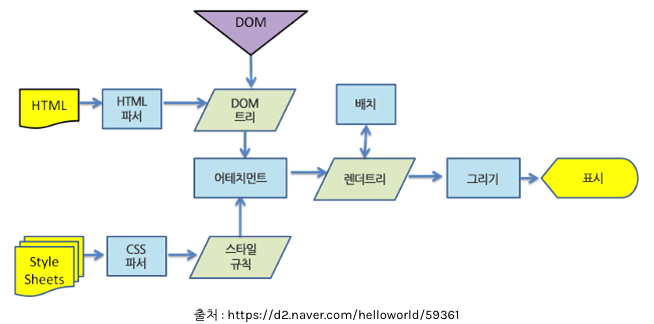 DOM
HTML
HTML
파서
DOM
트리
배치
어테치먼트
렌더트리
그리기
표시
Style
Sheets
CSS
파서
스타일
규칙
출처 : https://d2.naver.com/helloworld/59361